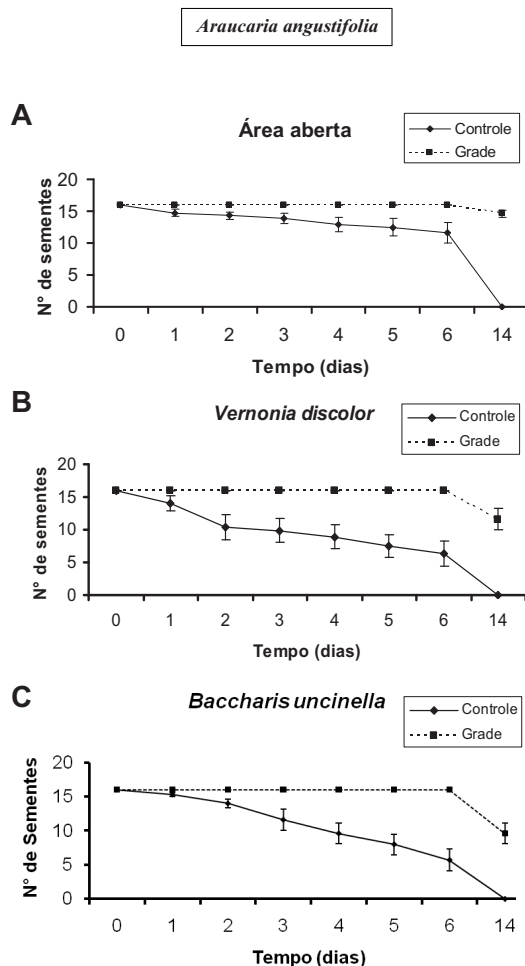 Araucaria angustifolia
A
Área aberta
Controle
Grade
N° de sementes
20
15
10
5
0
0 1 2 3 4 5 6 14
Tempo (dias)
B
Vernonia discolor
Controle
Grade
N° de sementes
20
15
10
5
0
0 1 2 3 4 5 6 14
Tempo (dias)
C
Baccharis uncinella
Controle
Grade
N° de Sementes
20
15
10
5
0
0 1 2 3 4 5 6 14
Tempo (dias)